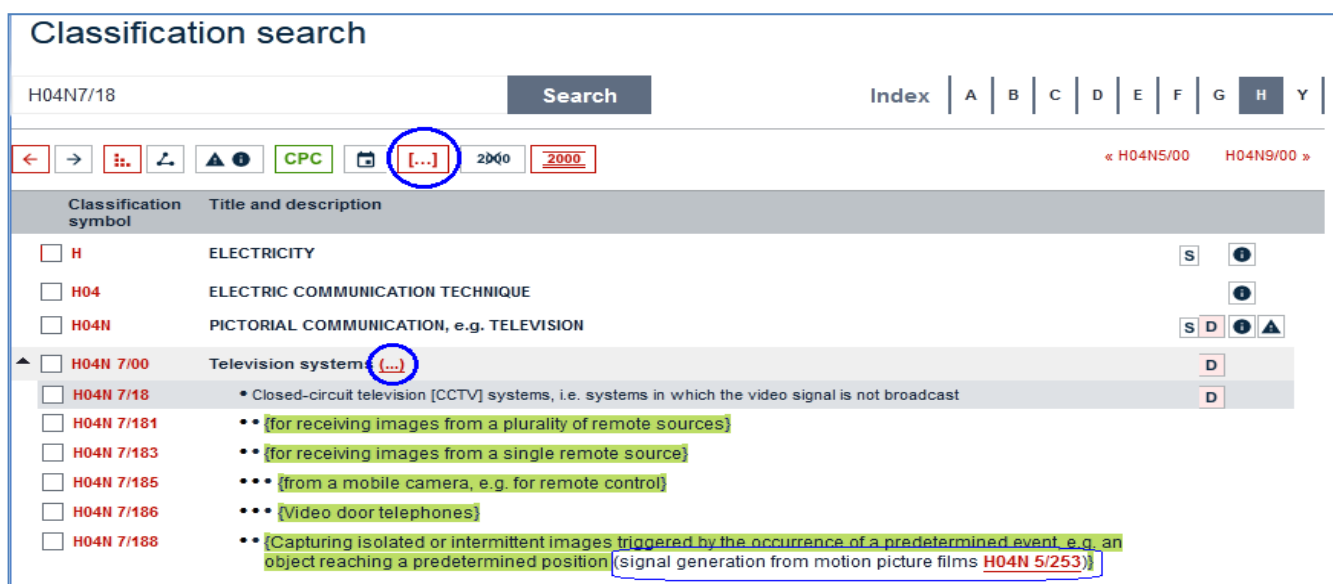 Classification search
H04N7/18 Search Index A B C D E F G H Y
CPC [...] 2000 2000 « H04N5/00 H04N9/00 »
Classification symbol Title and description
H ELECTRICITY S
H04 ELECTRIC COMMUNICATION TECHNIQUE
H04N PICTORIAL COMMUNICATION, e.g. TELEVISION S D
H04N 7/00 Television systems (...) D
H04N 7/18 • Closed-circuit television [CCTV] systems, i.e. systems in which the video signal is not broadcast D
H04N 7/181 •• {for receiving images from a plurality of remote sources}
H04N 7/183 •• {for receiving images from a single remote source}
H04N 7/185 ••• {from a mobile camera, e.g. for remote control}
H04N 7/186 ••• {Video door telephones}
H04N 7/188 •• {Capturing isolated or intermittent images triggered by the occurrence of a predetermined event, e.g. an
object reaching a predetermined position (signal generation from motion picture films H04N 5/253)}